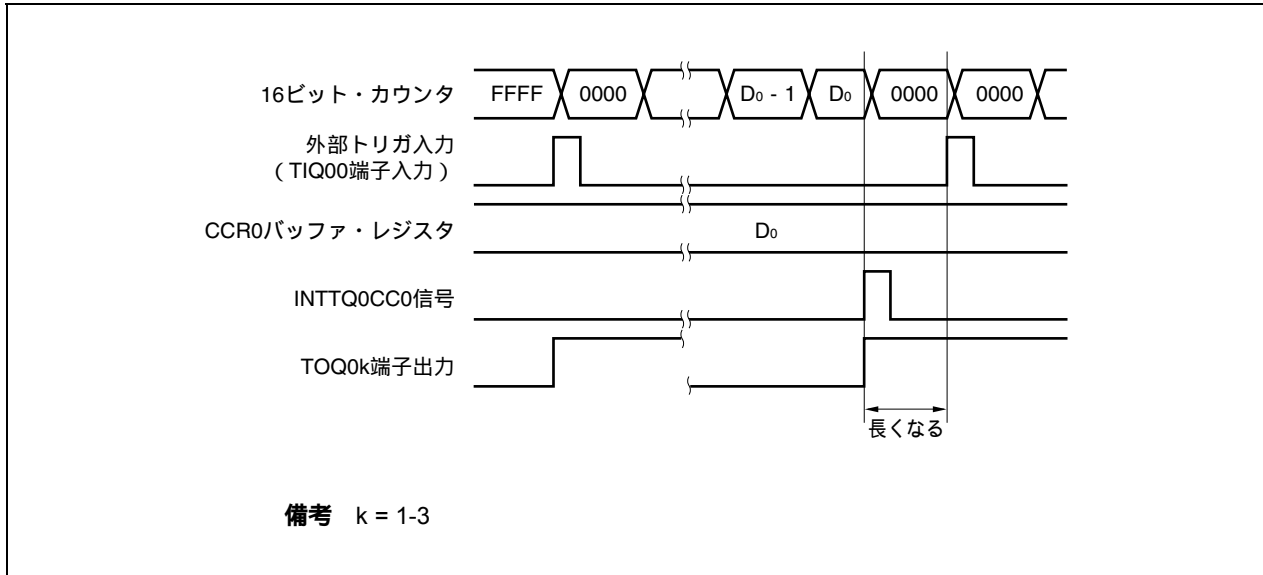 16ビット・カウンタ FFFF 0000 D0 - 1 D0 0000 0000
外部トリガ入力
(TIQ00端子入力)
CCR0バッファ・レジスタ D0
INTTQ0CC0信号
TOQ0k端子出力
長くなる
備考 k = 1-3